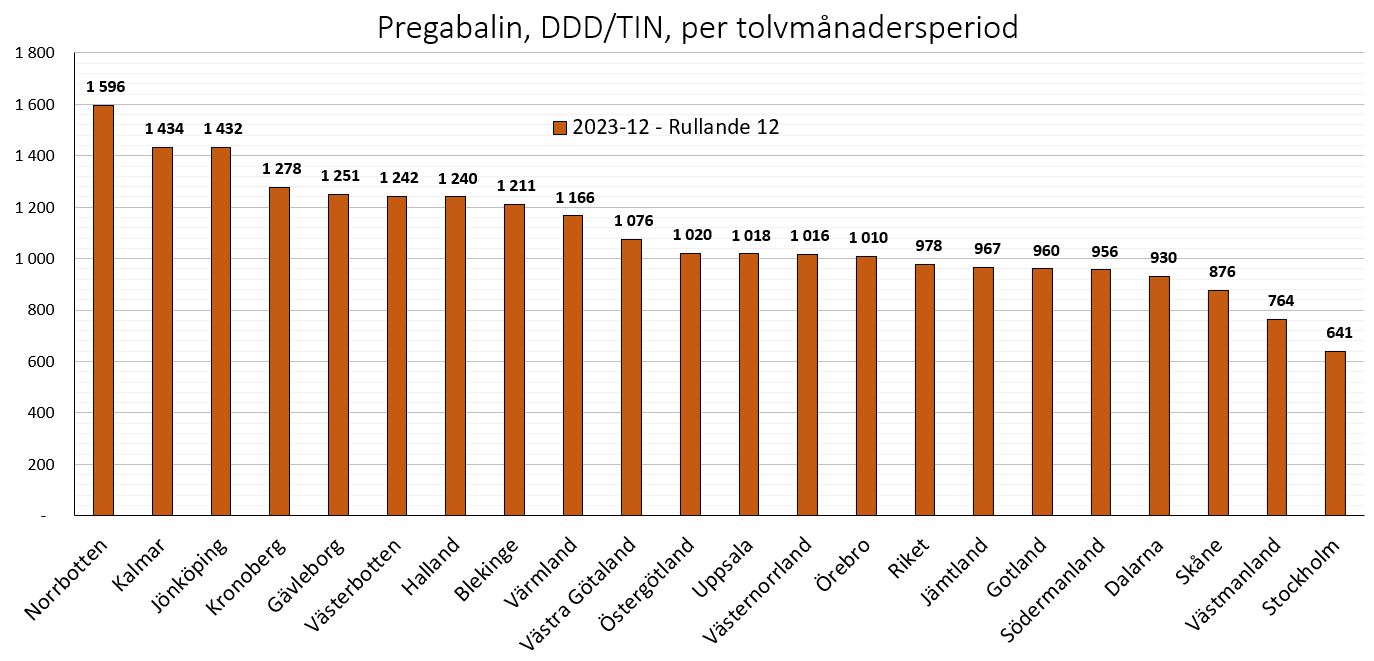 Pregabalin, DDD/TIN, per tolvmånadersperiod
1 800
1 600
1 400
1 200
1 000
800
600
400
200
-
2023-12 - Rullande 12
1 596
1 434
1 432
1 278
1 251
1 242
1 240
1 211
1 166
1 076
1 020
1 018
1 016
1 010
978
967
960
956
930
876
764
641
Norrbotten
Kalmar
Jönköping
Kronoberg
Gävleborg
Västerbotten
Halland
Blekinge
Värmland
Västra Götaland
Östergötland
Uppsala
Västernorrland
Örebro
Riket
Jämtland
Gotland
Södermanland
Dalarna
Skåne
Västmanland
Stockholm